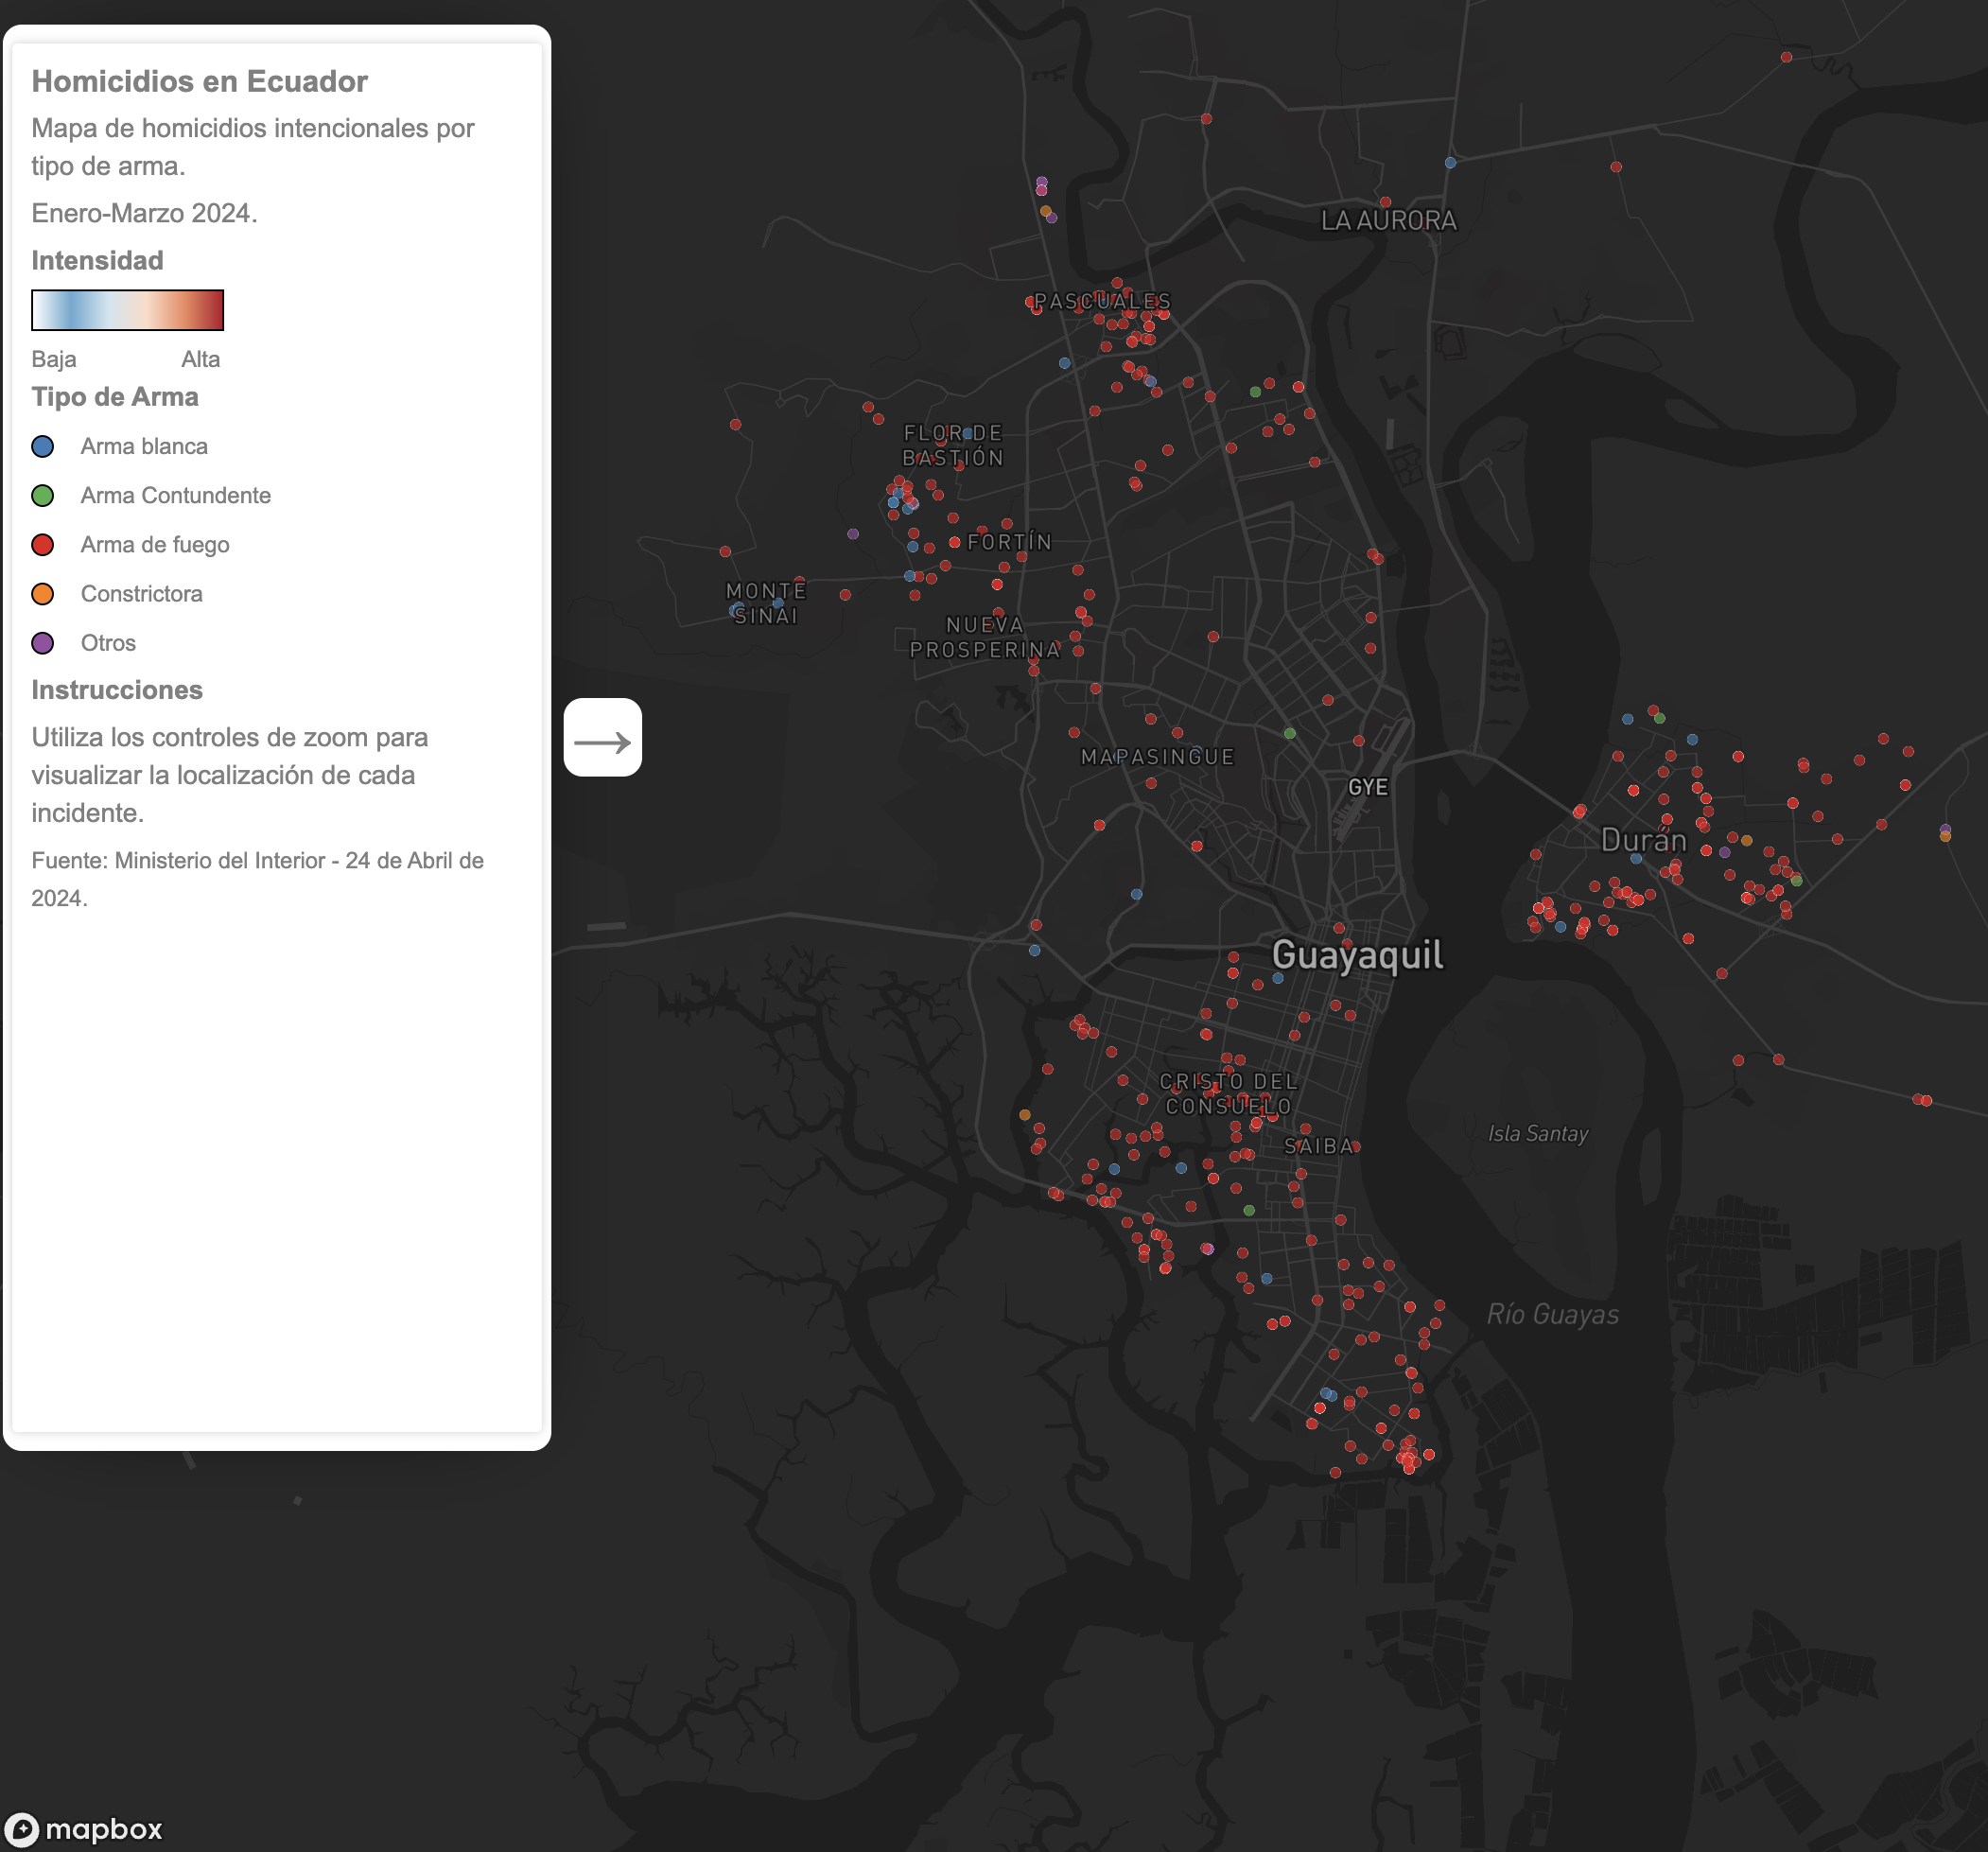 Homicidios en Ecuador
Mapa de homicidios intencionales por
tipo de arma.
Enero-Marzo 2024.
Intensidad
Baja Alta
Tipo de Arma
Arma blanca
Arma Contundente
Arma de fuego
Constrictora
Otros
Instrucciones
Utiliza los controles de zoom para
visualizar la localización de cada
incidente.
Fuente: Ministerio del Interior - 24 de Abril de
2024.
LA AURORA
PASCUALES
FLOR DE
BASTIÓN
FORTÍN
MONTE
SINAI
NUEVA
PROSPERINA
MAPASINGUE
GYE
Durán
Guayaquil
CRISTO DEL
CONSUELO
SAIBA
Isla Santay
Río Guayas
mapbox